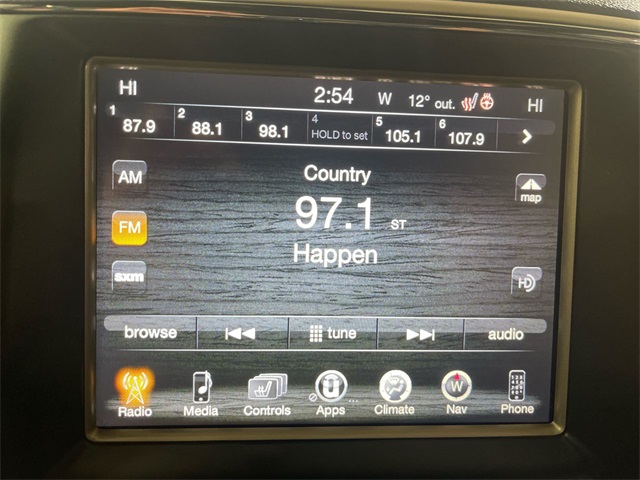 HI 2:54 W 12° out. HI
1 87.9 2 88.1 3 98.1 4 HOLD to set 5 105.1 6 107.9
AM Country map
97.1 ST
FM Happen
sxm HD
browse tune audio
Radio Media Controls Apps Climate Nav Phone